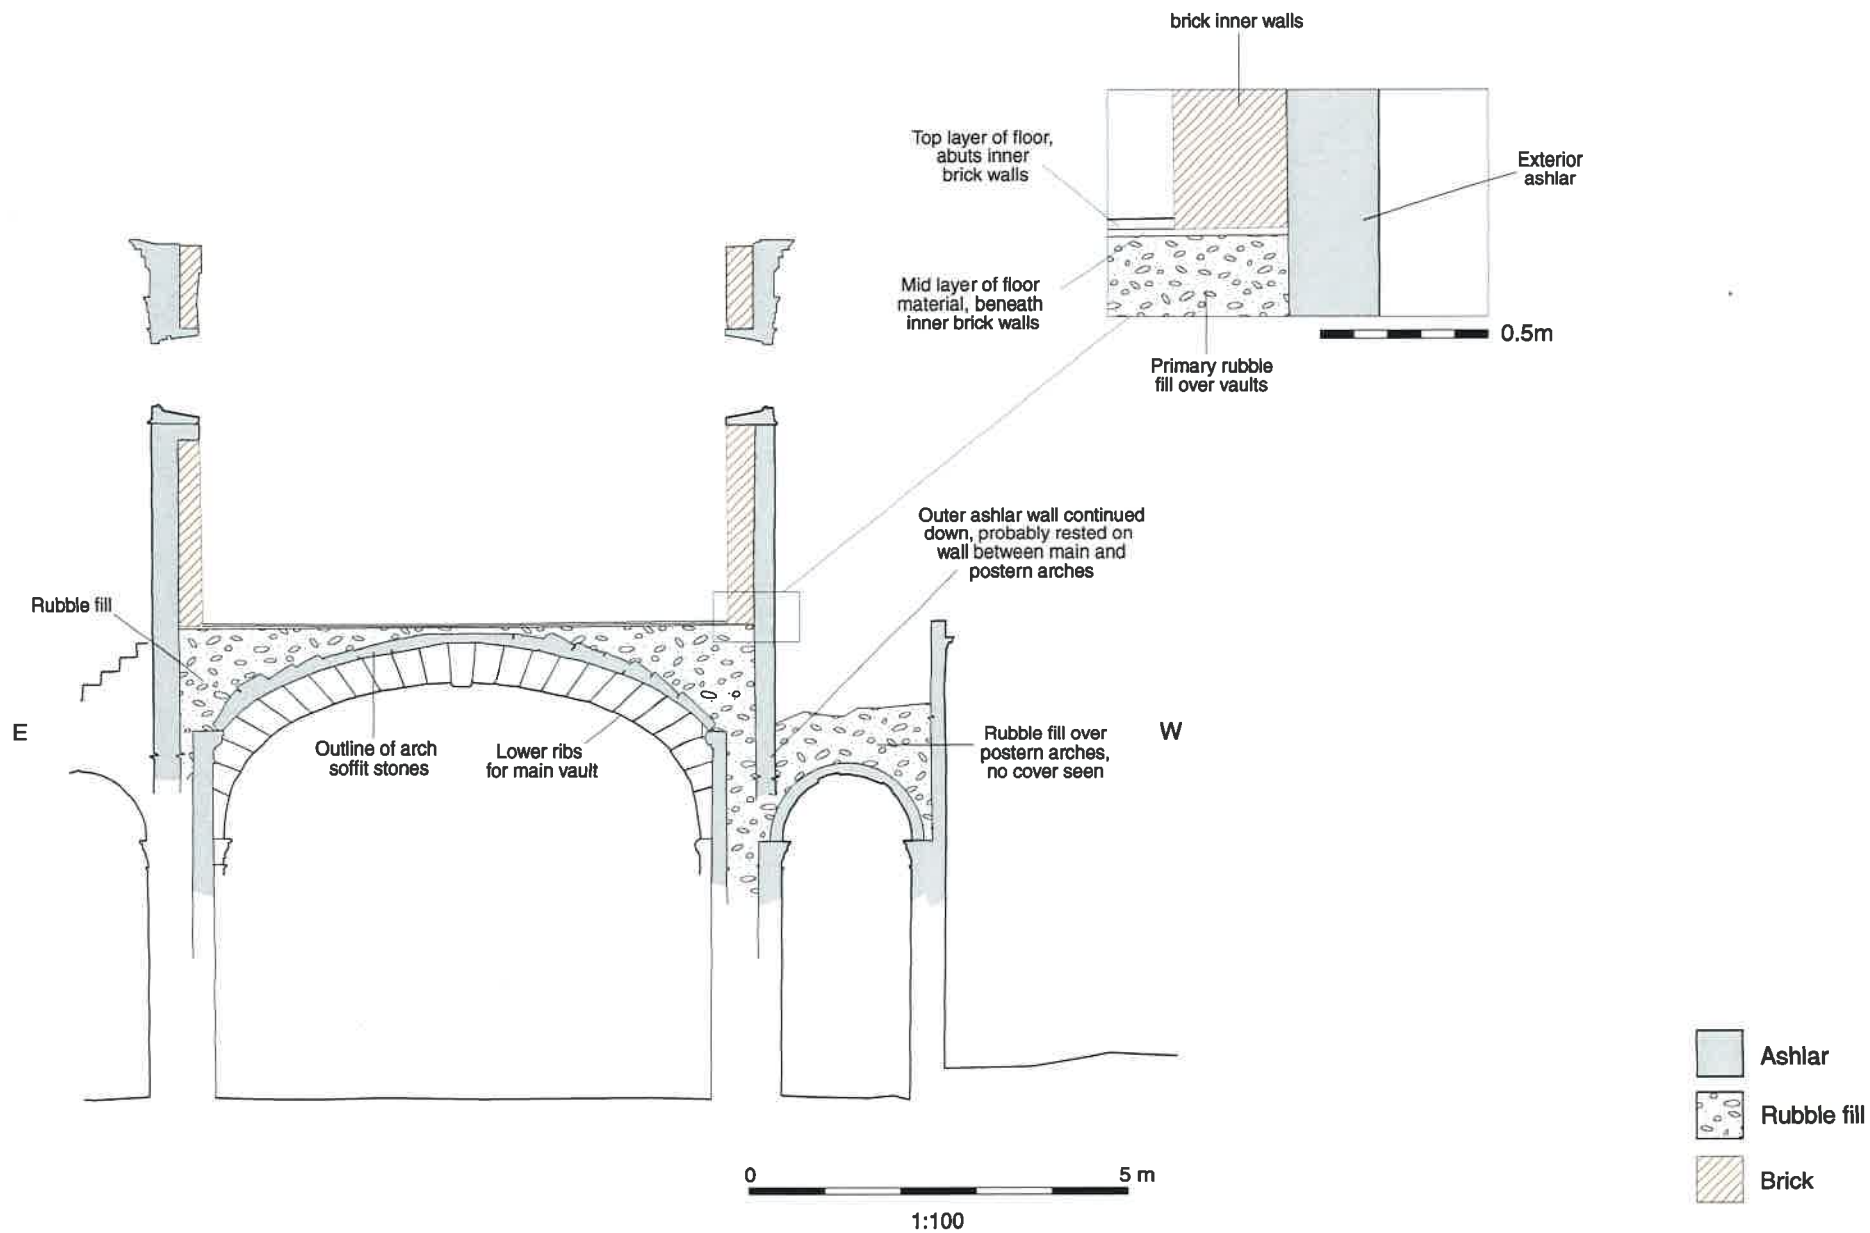 brick inner walls
Top layer of floor,
abuts inner
brick walls
Exterior
ashlar
Mid layer of floor
material, beneath
inner brick walls
0.5m
Primary rubble
fill over vaults
Outer ashlar wall continued
down, probably rested on
wall between main and
postern arches
Rubble fill
E
W
Outline of arch
soffit stones
Lower ribs
for main vault
Rubble fill over
postern arches,
no cover seen
Ashlar
Rubble fill
Brick
0
5 m
1:100